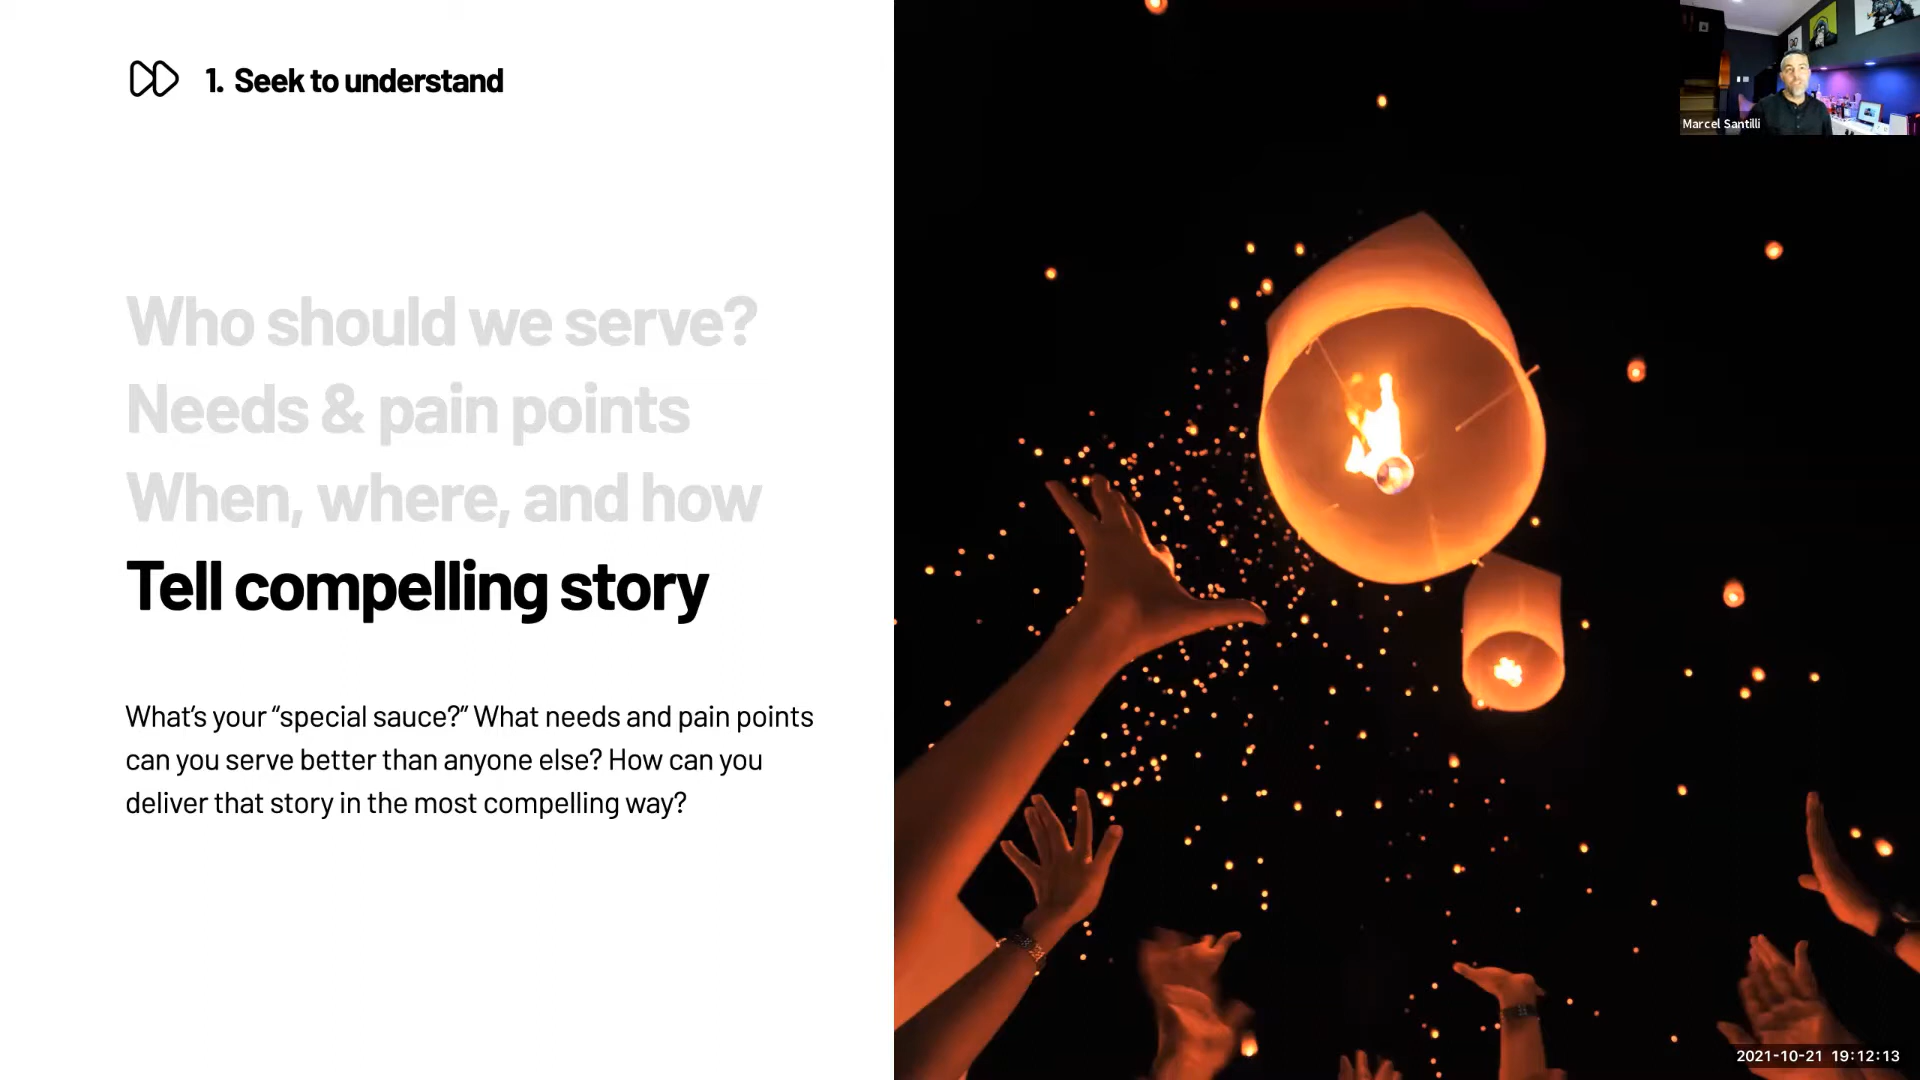 1. Seek to understand
Marcel Santilli
Who should we serve?
Needs & pain points
When, where, and how
Tell compelling story
What's your “special sauce?” What needs and pain points
can you serve better than anyone else? How can you
deliver that story in the most compelling way?
2021-10-21 19:12:13